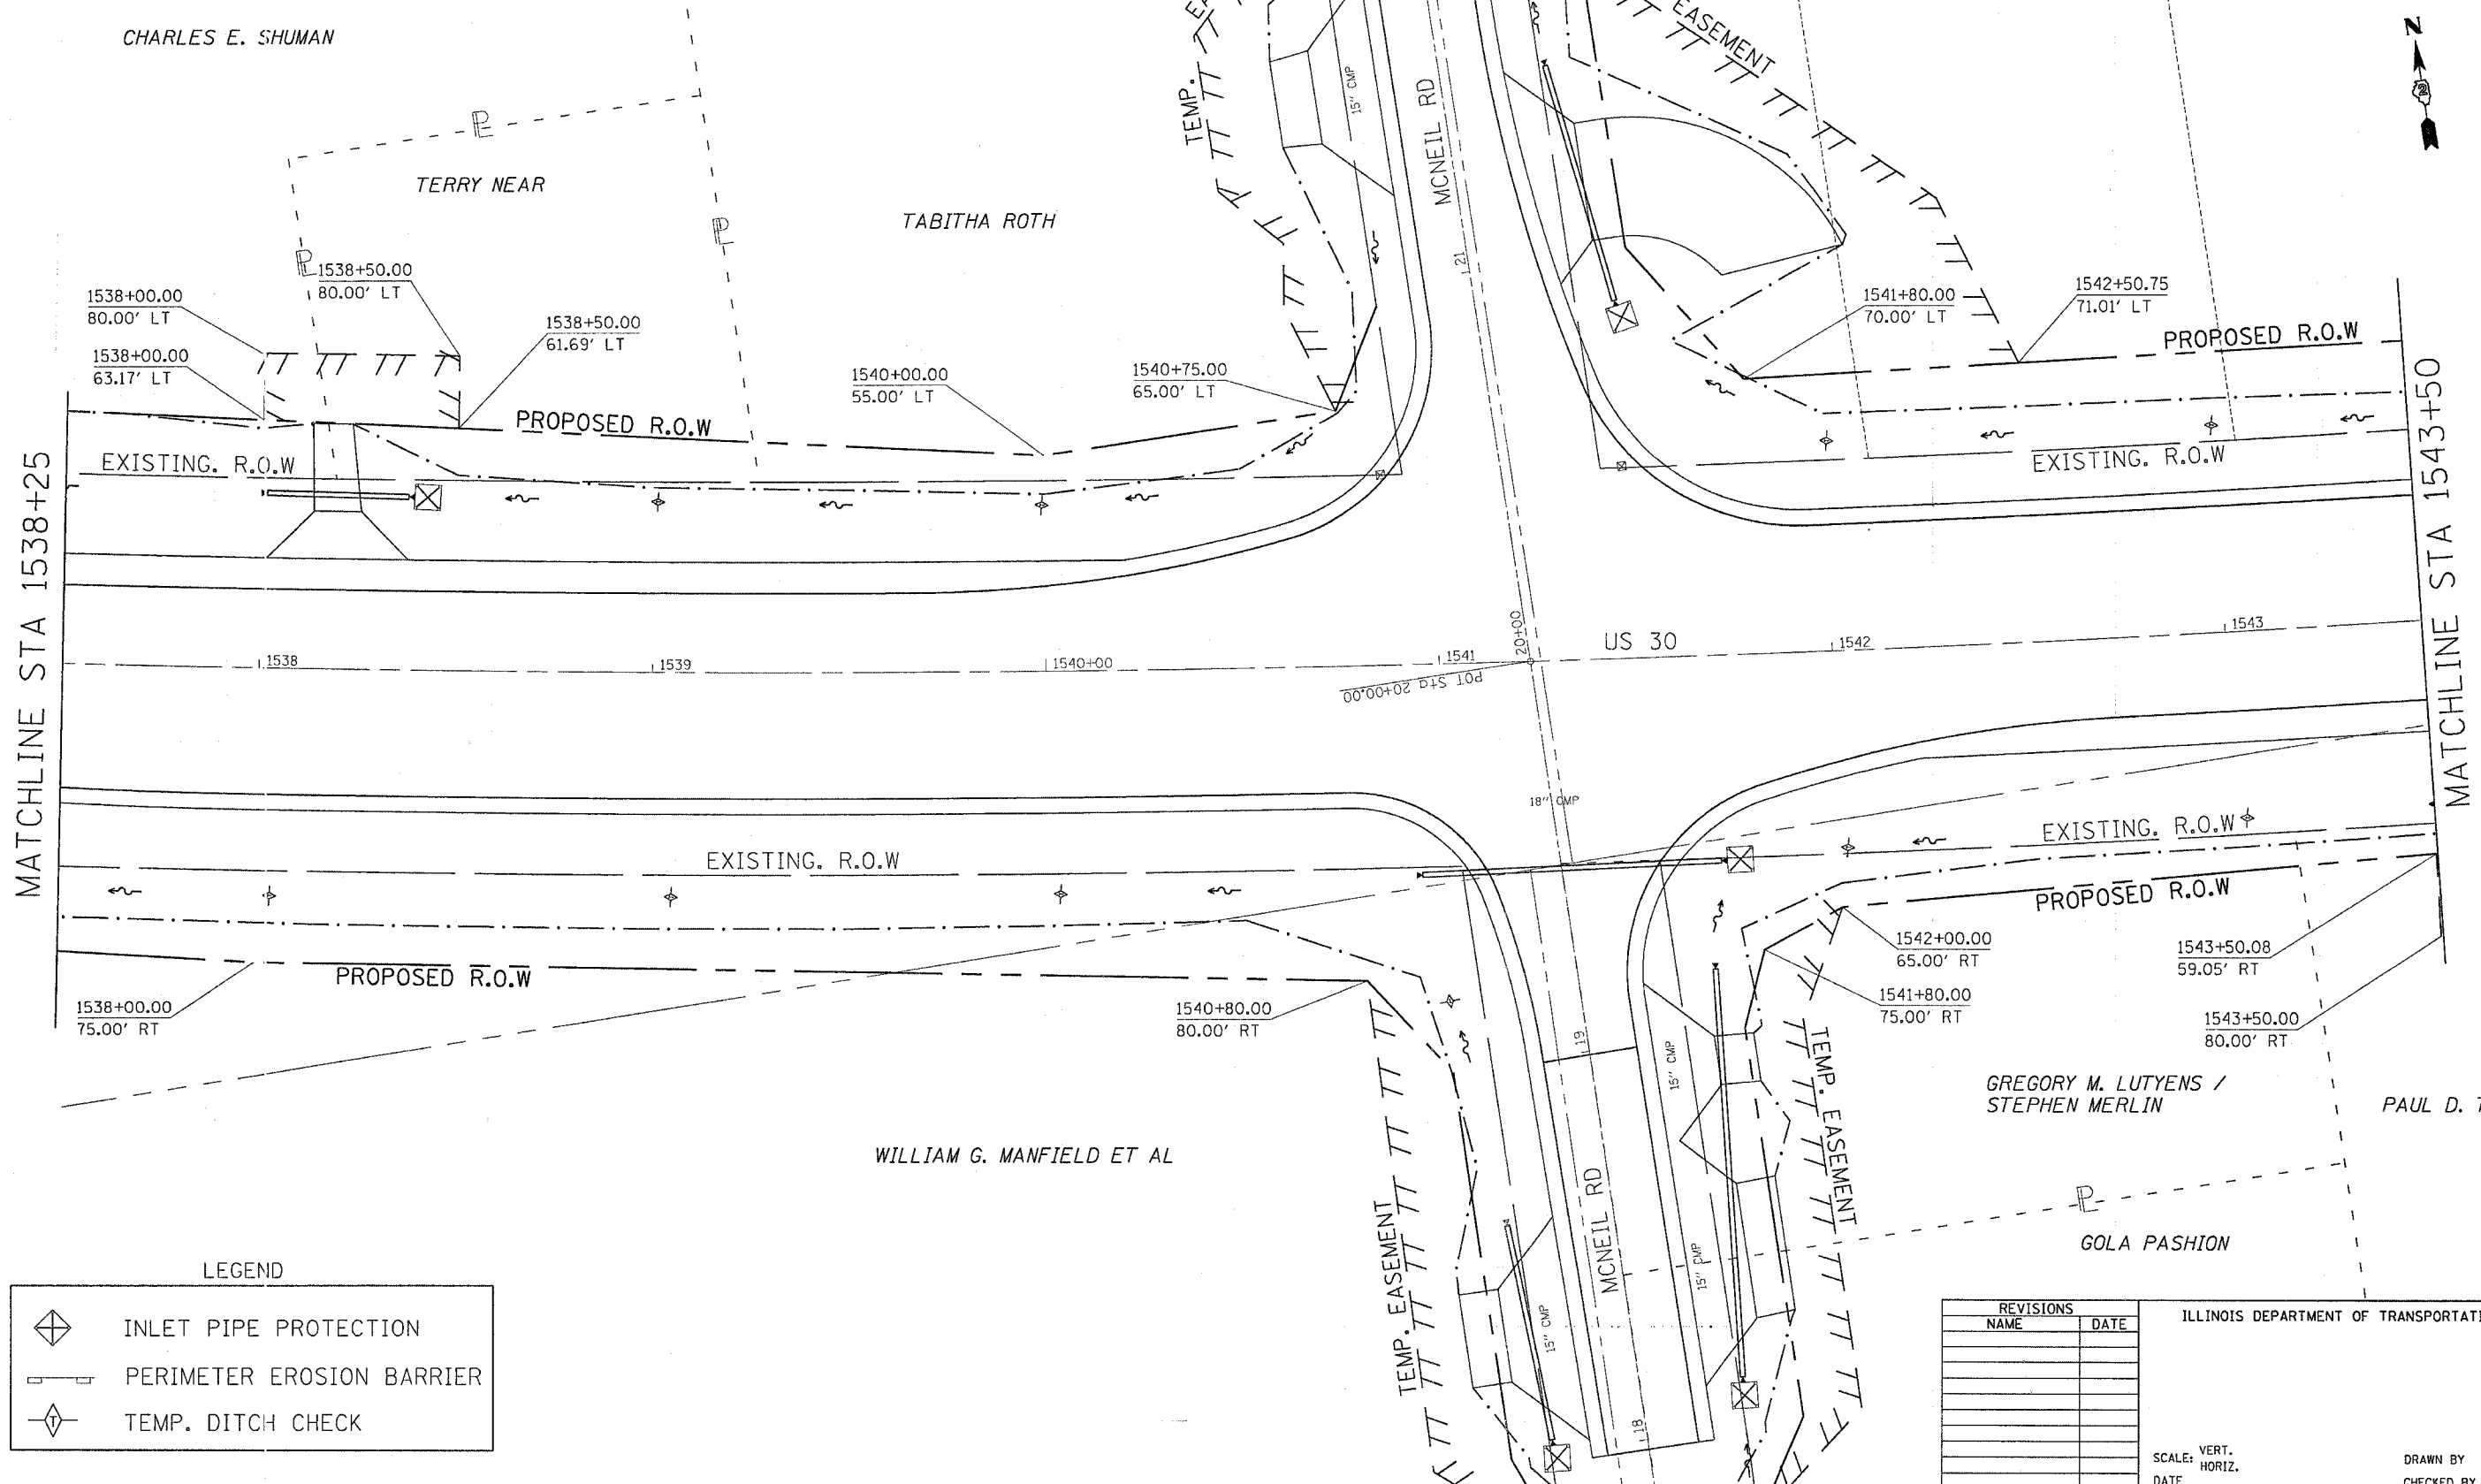 CHARLES E. SHUMAN
TERRY NEAR
TABITHA ROTH
TEMP.
15" CMP
MCNEIL RD
EASEMENT
N
2
1538+00.00
80.00' LT
1538+00.00
63.17' LT
1538+50.00
80.00' LT
1538+50.00
61.69' LT
1540+00.00
55.00' LT
1540+75.00
65.00' LT
21
1541+80.00
70.00' LT
1542+50.75
71.01' LT
PROPOSED R.O.W
PROPOSED R.O.W
EXISTING. R.O.W
EXISTING. R.O.W
MATCHLINE STA 1538+25
MATCHLINE STA 1543+50
1538
1539
1540+00
1541
20+00
US 30
1542
1543
POT Sta 20+00.00
18" CMP
EXISTING. R.O.W
EXISTING. R.O.W
PROPOSED R.O.W
PROPOSED R.O.W
1538+00.00
75.00' RT
1540+80.00
80.00' RT
1542+00.00
65.00' RT
1541+80.00
75.00' RT
1543+50.08
59.05' RT
1543+50.00
80.00' RT
19
15" CMP
TEMP. EASEMENT
GREGORY M. LUTYENS /
STEPHEN MERLIN
PAUL D.
WILLIAM G. MANFIELD ET AL
TEMP. EASEMENT
MCNEIL RD
15" CMP
15" CMP
18
GOLA PASHION
LEGEND
INLET PIPE PROTECTION
PERIMETER EROSION BARRIER
T
TEMP. DITCH CHECK
REVISIONS
NAME DATE
ILLINOIS DEPARTMENT OF TRANSPORTATI
SCALE: VERT.
HORIZ.
DATE
DRAWN BY
CHECKED BY